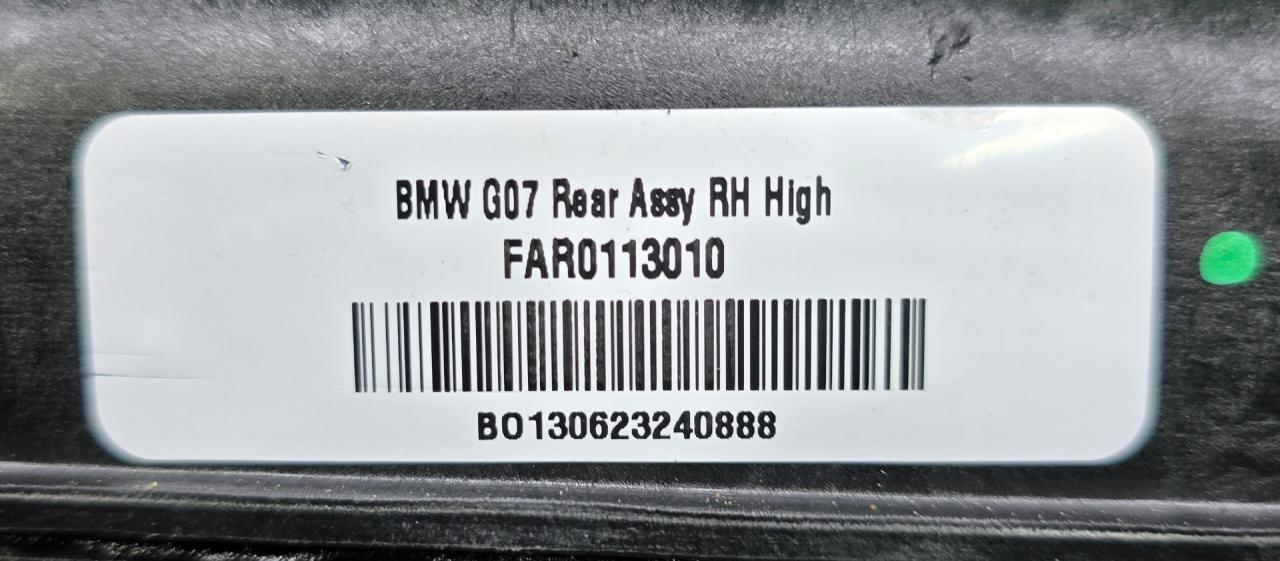 BMW G07 Rear Assy RH High
FAR0113010
BO130623240888